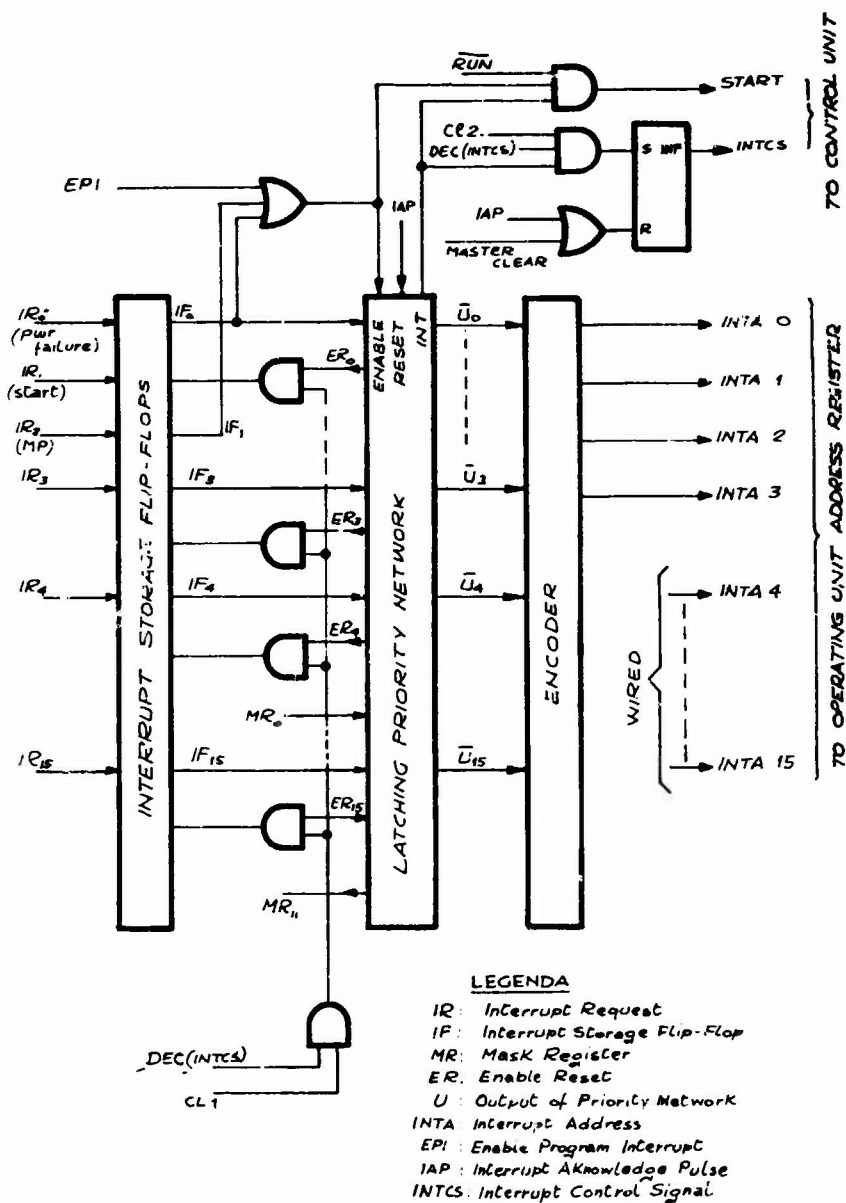 RUN
START
Cl2
DEC(INTCS)
S INF
INTCS
TO CONTROL UNIT
EPI
IAP
IAP
R
MASTER
CLEAR
IR0
(pwr
failure)
IF0
ENABLE
RESET
INT
U0
INTA 0
ER0
IR1
(start)
INTA 1
IR2
(MP)
IF1
INTA 2
IR3
IF3
U3
INTA 3
ER3
IR4
IF4
U4
INTA 4
ER4
MR0
WIRED
IR15
IF15
U15
INTA 15
ER15
MR11
INTERRUPT STORAGE FLIP-FLOPS
LATCHING PRIORITY NETWORK
ENCODER
TO OPERATING UNIT ADDRESS REGISTER
DEC(INTCS)
CL1
LEGENDA
IR: Interrupt Request
IF: Interrupt Storage Flip-Flop
MR: Mask Register
ER. Enable Reset
U : Output of Priority Network
INTA Interrupt Address
EPI : Enable Program Interrupt
IAP : Interrupt AKnowledge Pulse
INTCS: Interrupt Control Signal